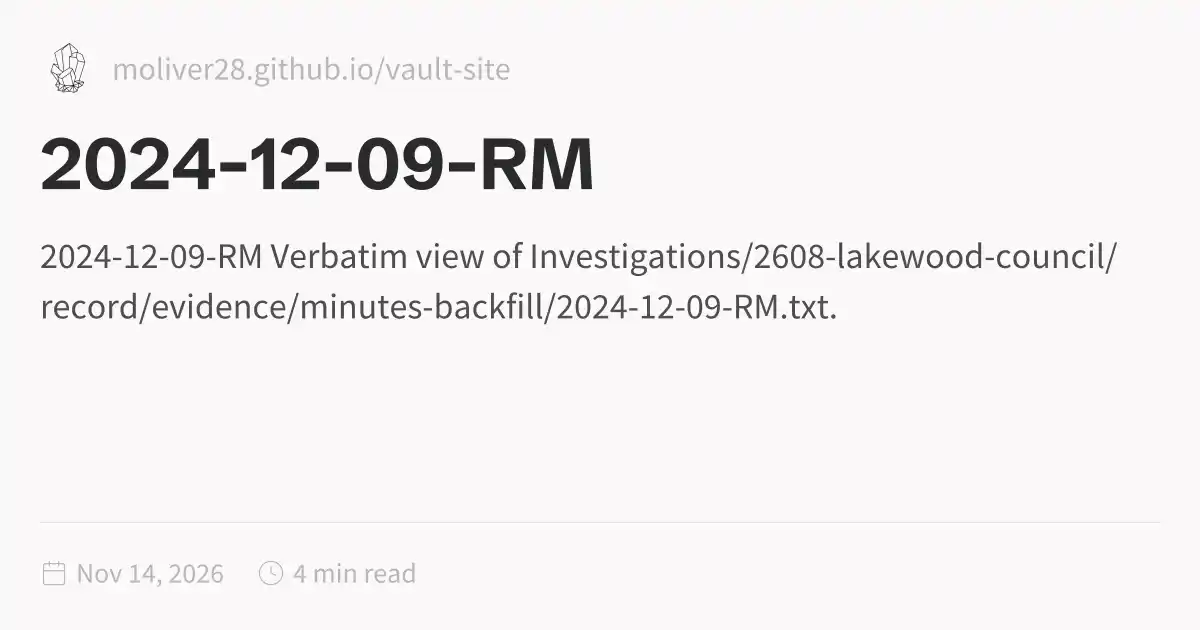 moliver28.github.io/vault-site
2024-12-09-RM
2024-12-09-RM Verbatim view of Investigations/2608-lakewood-council/
record/evidence/minutes-backfill/2024-12-09-RM.txt.
Nov 14, 2026
4 min read